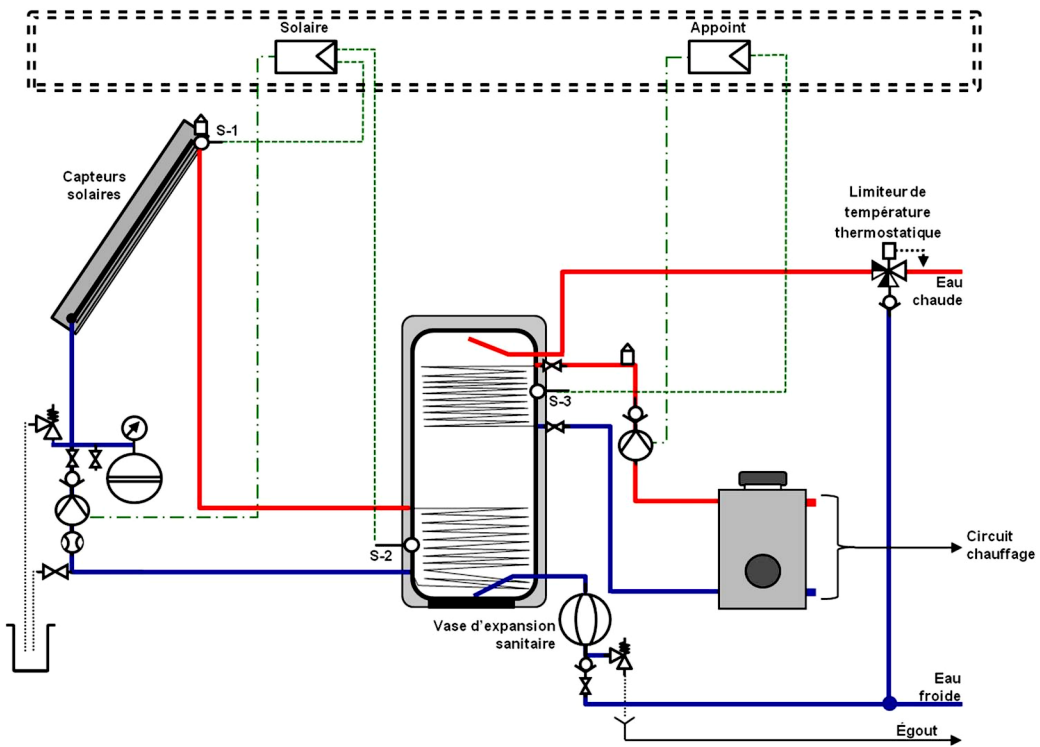 Solaire
Appoint
S-1
Capteurs
solaires
Limiteur de
température
thermostatique
Eau
chaude
S-3
S-2
Circuit
chauffage
Vase d'expansion
sanitaire
Eau
froide
Égout